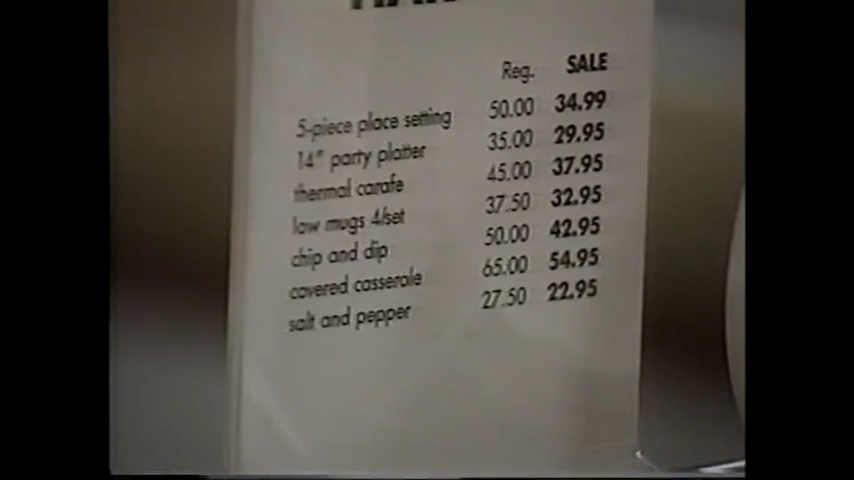 Reg. SALE
5-piece place setting 50.00 34.99
14" party platter 35.00 29.95
thermal carafe 45.00 37.95
low mugs 4/set 37.50 32.95
chip and dip 50.00 42.95
covered casserole 65.00 54.95
salt and pepper 27.50 22.95